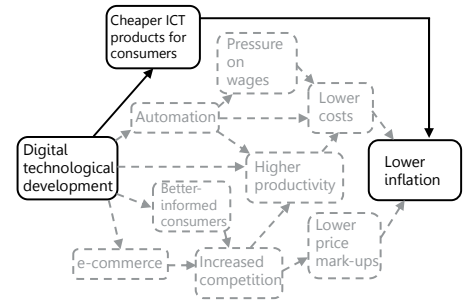 Cheaper ICT
products for
consumers
Pressure
on
wages
Automation
Lower
costs
Digital
technological
development
Higher
productivity
Lower
inflation
Better-
informed
consumers
Lower
price
mark-ups
e-commerce
Increased
competition